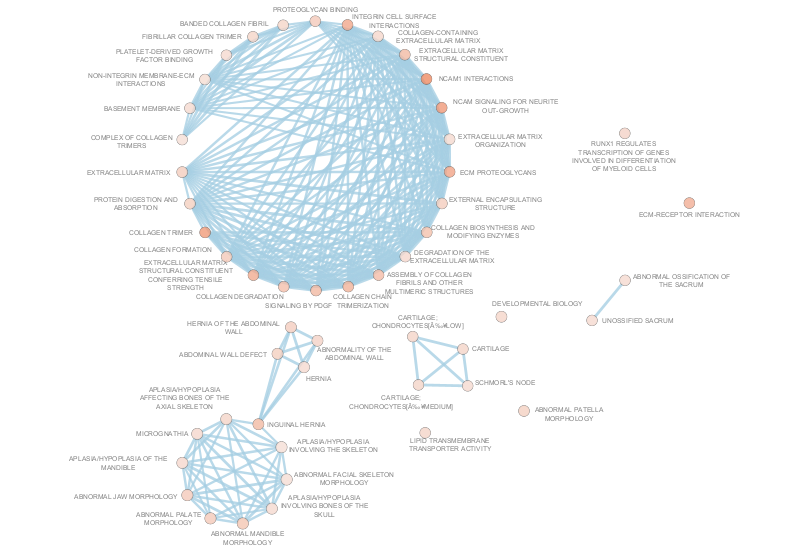 PROTEOGLYCAN BINDING
BANDED COLLAGEN FIBRIL
INTEGRIN CELL SURFACE
INTERACTIONS
FIBRILLAR COLLAGEN TRIMER
COLLAGEN-CONTAINING
EXTRACELLULAR MATRIX
PLATELET-DERIVED GROWTH
FACTOR BINDING
EXTRACELLULAR MATRIX
STRUCTURAL CONSTITUENT
NON-INTEGRIN MEMBRANE-ECM
INTERACTIONS
NCAM1 INTERACTIONS
BASEMENT MEMBRANE
NCAM SIGNALING FOR NEURITE
OUT-GROWTH
COMPLEX OF COLLAGEN
TRIMERS
EXTRACELLULAR MATRIX
ORGANIZATION
EXTRACELLULAR MATRIX
ECM PROTEOGLYCANS
PROTEIN DIGESTION AND
ABSORPTION
EXTERNAL ENCAPSULATING
STRUCTURE
COLLAGEN TRIMER
COLLAGEN BIOSYNTHESIS AND
MODIFYING ENZYMES
COLLAGEN FORMATION
DEGRADATION OF THE
EXTRACELLULAR MATRIX
EXTRACELLULAR MATRIX
STRUCTURAL CONSTITUENT
CONFERRING TENSILE
STRENGTH
ASSEMBLY OF COLLAGEN
FIBRILS AND OTHER
MULTIMERIC STRUCTURES
COLLAGEN DEGRADATION
SIGNALING BY PDGF
COLLAGEN CHAIN
TRIMERIZATION
RUNX1 REGULATES
TRANSCRIPTION OF GENES
INVOLVED IN DIFFERENTIATION
OF MYELOID CELLS
ECM-RECEPTOR INTERACTION
ABNORMAL OSSIFICATION OF
THE SACRUM
UNOSSIFIED SACRUM
DEVELOPMENTAL BIOLOGY
HERNIA OF THE ABDOMINAL
WALL
ABDOMINAL WALL DEFECT
ABNORMALITY OF THE
ABDOMINAL WALL
HERNIA
INGUINAL HERNIA
CARTILAGE;
CHONDROCYTES[Â‰¥LOW]
CARTILAGE
SCHMORL'S NODE
CARTILAGE;
CHONDROCYTES[Â‰¥MEDIUM]
ABNORMAL PATELLA
MORPHOLOGY
LIPID TRANSMEMBRANE
TRANSPORTER ACTIVITY
APLASIA/HYPOPLASIA
AFFECTING BONES OF THE
AXIAL SKELETON
MICROGNATHIA
APLASIA/HYPOPLASIA
INVOLVING THE SKELETON
APLASIA/HYPOPLASIA OF THE
MANDIBLE
ABNORMAL FACIAL SKELETON
MORPHOLOGY
ABNORMAL JAW MORPHOLOGY
APLASIA/HYPOPLASIA
INVOLVING BONES OF THE
SKULL
ABNORMAL PALATE
MORPHOLOGY
ABNORMAL MANDIBLE
MORPHOLOGY